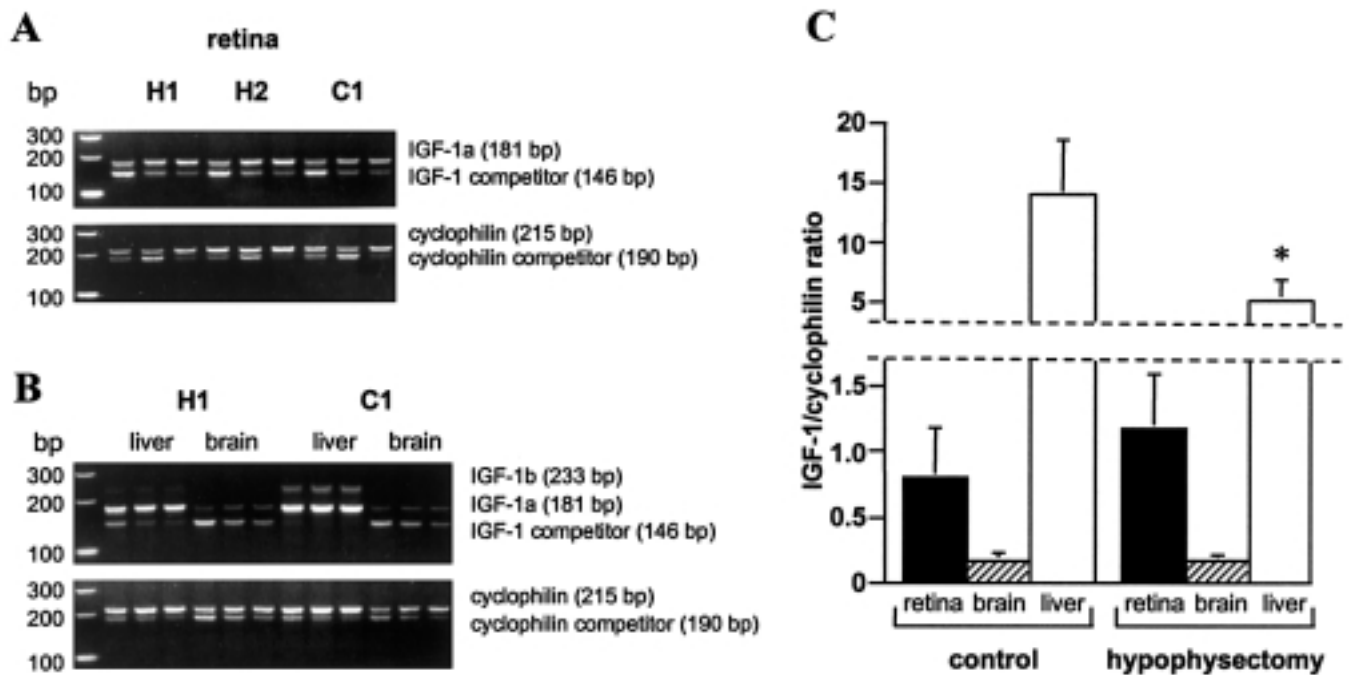 A
retina
bp H1 H2 C1
300
200
100
IGF-1a (181 bp)
IGF-1 competitor (146 bp)
300
200
100
cyclophilin (215 bp)
cyclophilin competitor (190 bp)
B
H1 C1
bp liver brain liver brain
300
200
100
IGF-1b (233 bp)
IGF-1a (181 bp)
IGF-1 competitor (146 bp)
300
200
100
cyclophilin (215 bp)
cyclophilin competitor (190 bp)
C
IGF-1/cyclophilin ratio
20
15
10
5
1.5
1.0
0.5
0
*
retina brain liver retina brain liver
control hypophysectomy